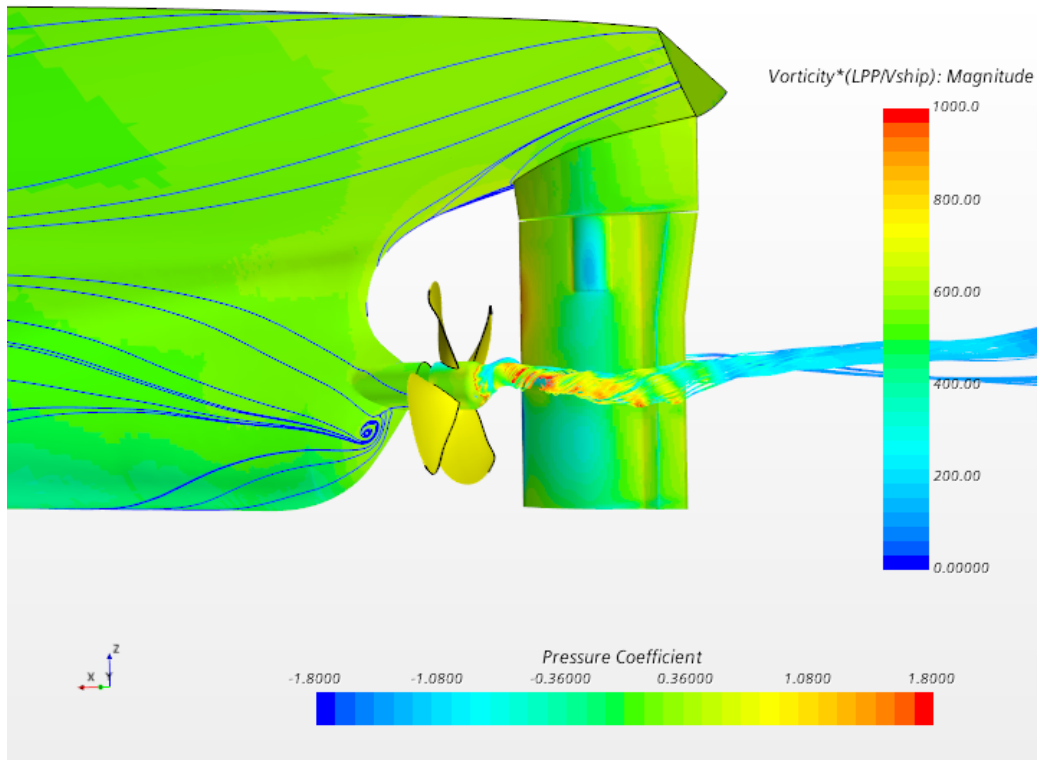 Vorticity*(LPP/Vship): Magnitude
1000.0
800.00
600.00
400.00
200.00
0.00000
Z
X Y
Pressure Coefficient
-1.8000 -1.0800 -0.36000 0.36000 1.0800 1.8000